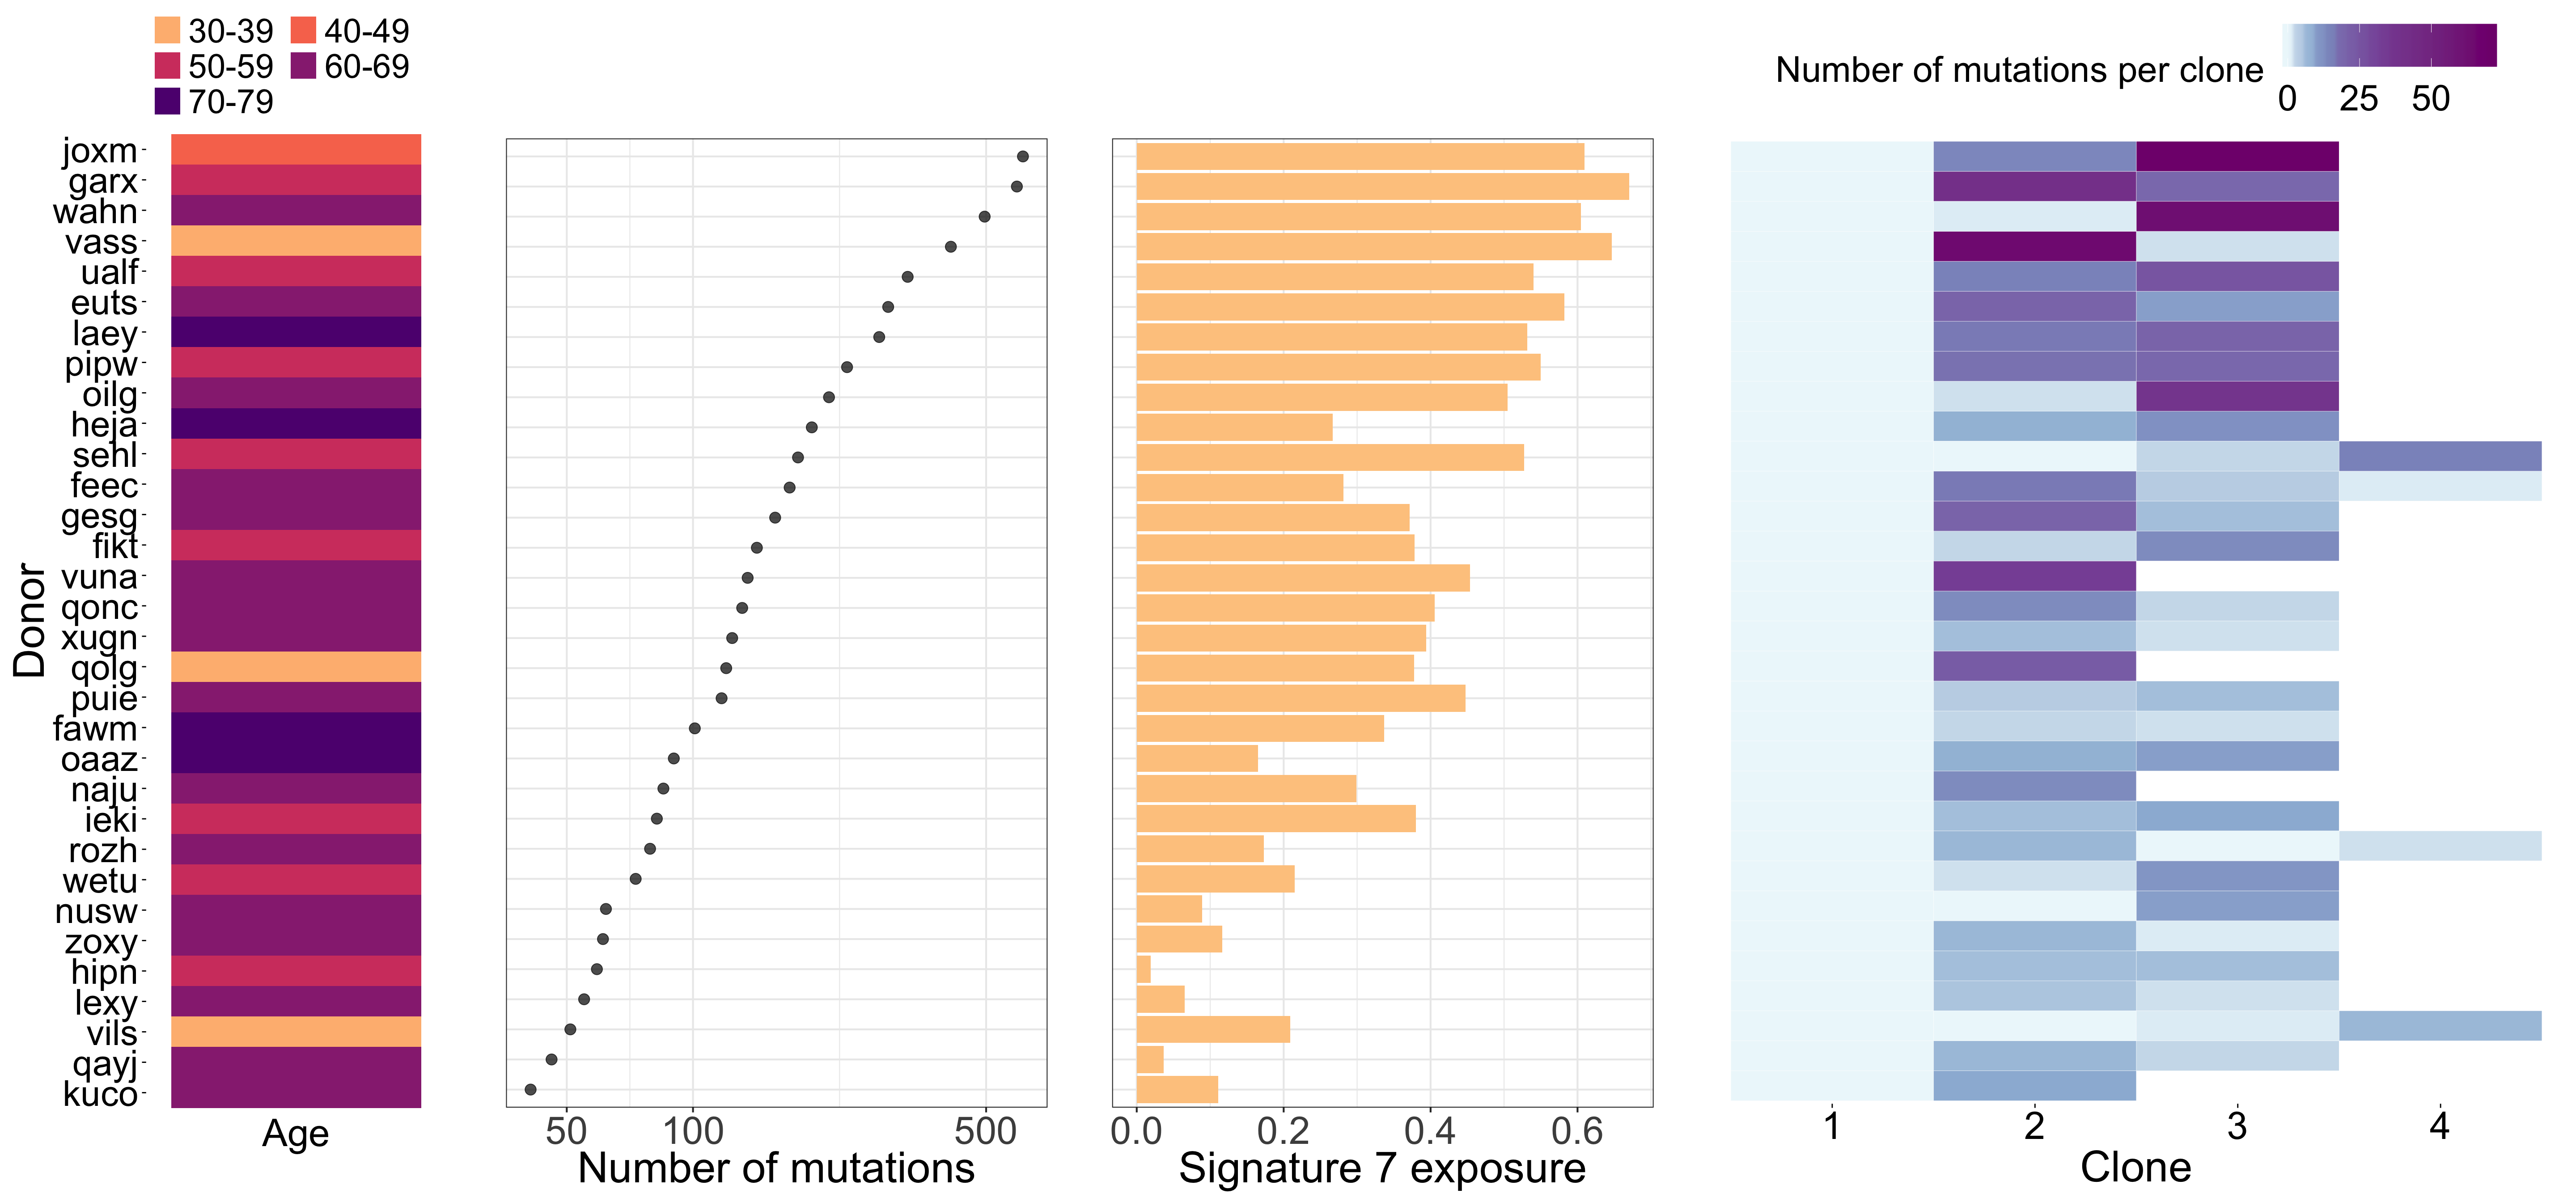 30-39 40-49
50-59 60-69
70-79
Number of mutations per clone
0 25 50
Donor
joxm
garx
wahn
vass
ualf
euts
laey
pipw
oilg
heja
sehl
feec
gesg
fikt
vuna
qonc
xugn
qolg
puie
fawm
oaaz
naju
ieki
rozh
wetu
nusw
zoxy
hipn
lexy
vils
qayj
kuco
Age
50 100 500
Number of mutations
0.0 0.2 0.4 0.6
Signature 7 exposure
1 2 3 4
Clone